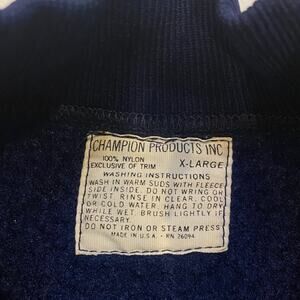 CHAMPION PRODUCTS INC
100% NYLON
EXCLUSIVE OF TRIM X-LARGE
WASHING INSTRUCTIONS
WASH IN WARM SUDS WITH FLEECE
SIDE INSIDE. DO NOT WRING OR
TWIST. RINSE IN CLEAR, COOL
OR COLD WATER. HANG TO DRY
WHILE WET. BRUSH LIGHTLY IF
NECESSARY.
DO NOT IRON OR STEAM PRESS
MADE IN U.S.A. - RN 26094